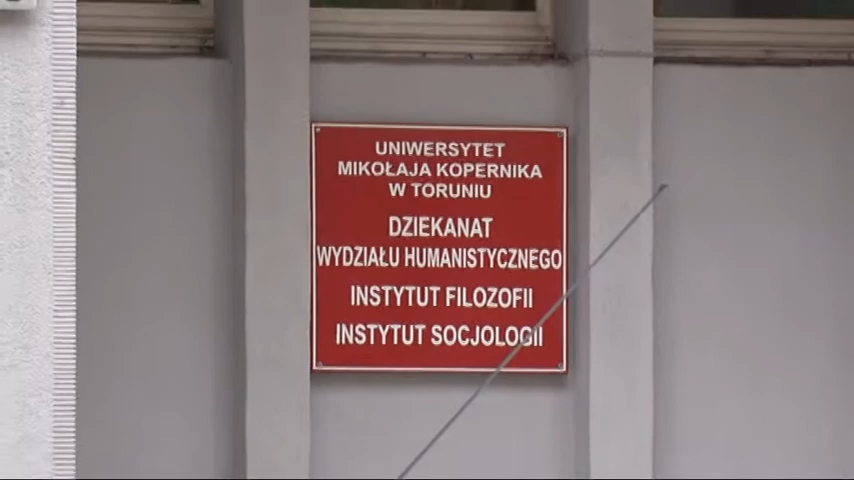 UNIWERSYTET
MIKOŁAJA KOPERNIKA
W TORUNIU
DZIEKANAT
WYDZIAŁU HUMANISTYCZNEGO
INSTYTUT FILOZOFII
INSTYTUT SOCJOLOGII